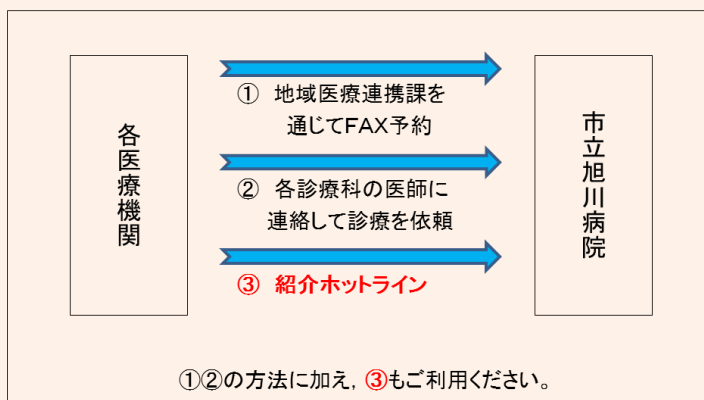 各医療機関
① 地域医療連携課を
通じてFAX予約
② 各診療科の医師に
連絡して診療を依頼
③ 紹介ホットライン
市立旭川病院
①②の方法に加え，③もご利用ください。